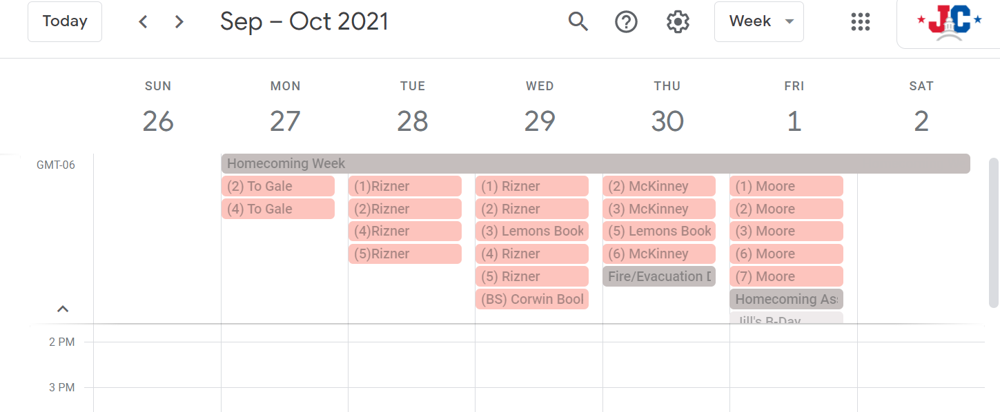 Today
Sep – Oct 2021
Week
JC
SUN
MON
TUE
WED
THU
FRI
SAT
26
27
28
29
30
1
2
GMT-06
Homecoming Week
(2) To Gale
(4) To Gale
(1)Rizner
(2)Rizner
(4)Rizner
(5)Rizner
(1) Rizner
(2) Rizner
(3) Lemons Book
(4) Rizner
(5) Rizner
(BS) Corwin Bool
(2) McKinney
(3) McKinney
(5) Lemons Book
(6) McKinney
Fire/Evacuation
(1) Moore
(2) Moore
(3) Moore
(6) Moore
(7) Moore
Homecoming Ass
Jill's B-Day
2 PM
3 PM